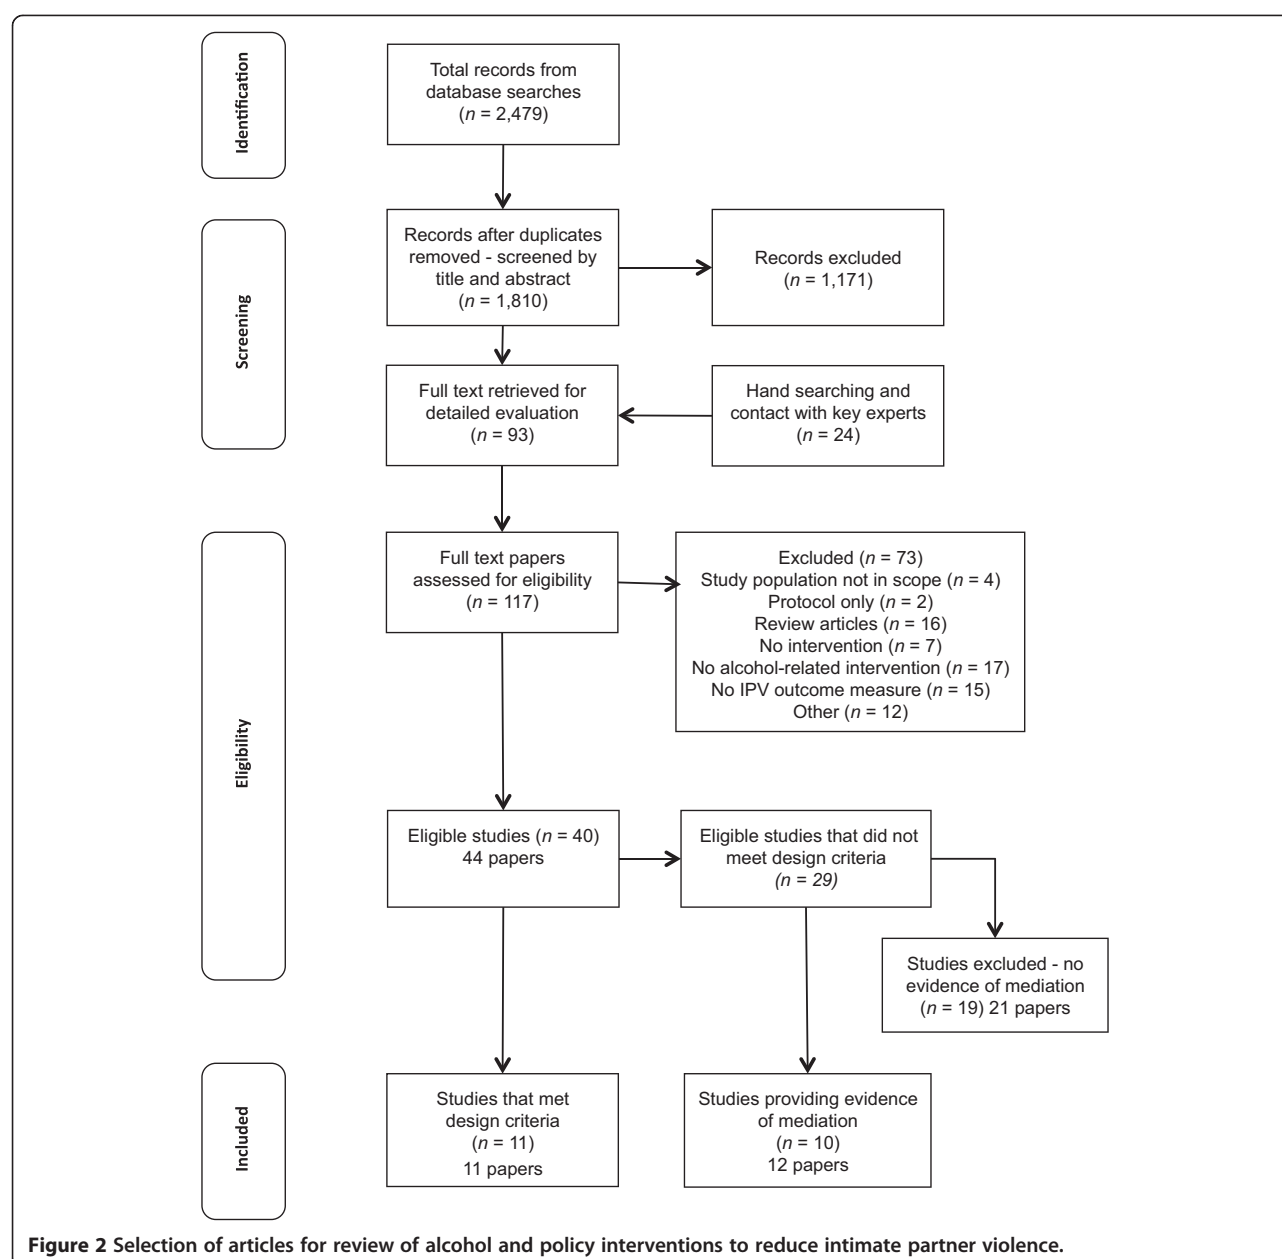 Identification
Total records from
database searches
(n = 2,479)
Screening
Records after duplicates
removed - screened by
title and abstract
(n = 1,810)
Records excluded
(n = 1,171)
Full text retrieved for
detailed evaluation
(n = 93)
Hand searching and
contact with key experts
(n = 24)
Eligibility
Full text papers
assessed for eligibility
(n = 117)
Excluded (n = 73)
Study population not in scope (n = 4)
Protocol only (n = 2)
Review articles (n = 16)
No intervention (n = 7)
No alcohol-related intervention (n = 17)
No IPV outcome measure (n = 15)
Other (n = 12)
Eligible studies (n = 40)
44 papers
Eligible studies that did not
meet design criteria
(n = 29)
Studies excluded - no
evidence of mediation
(n = 19) 21 papers
Included
Studies that met
design criteria
(n = 11)
11 papers
Studies providing evidence
of mediation
(n = 10)
12 papers
Figure 2 Selection of articles for review of alcohol and policy interventions to reduce intimate partner violence.